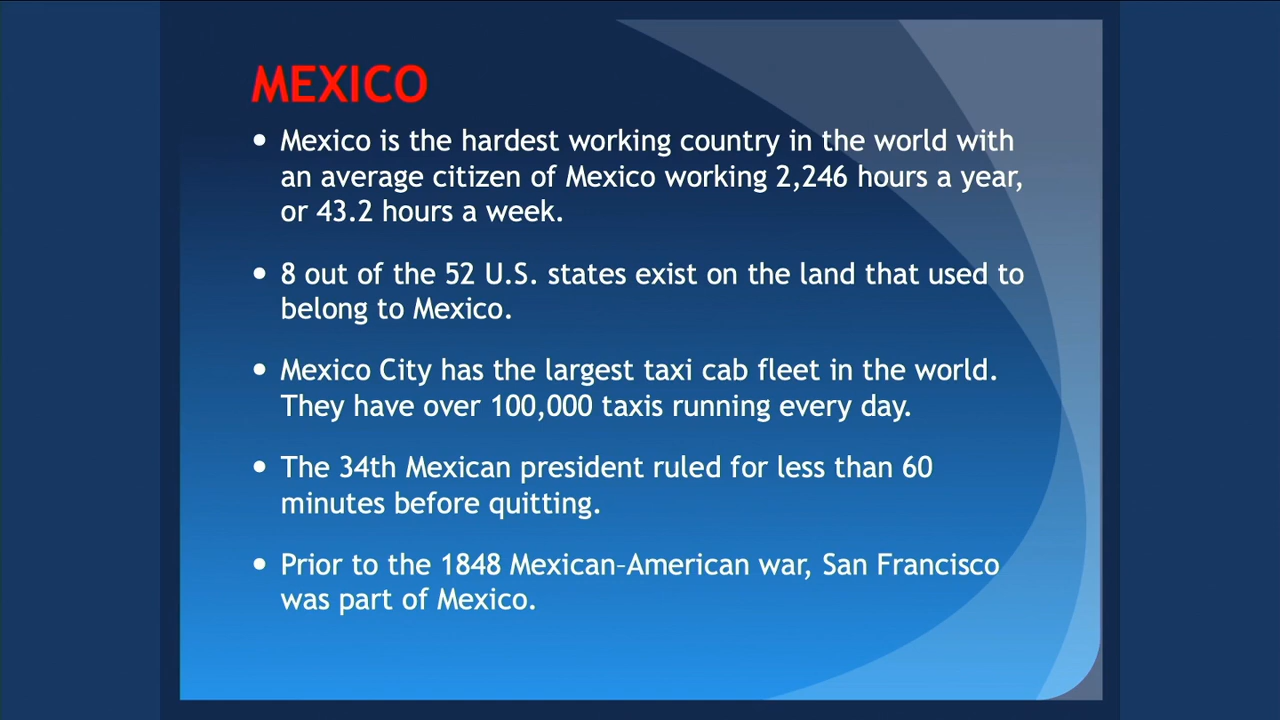 MEXICO
• Mexico is the hardest working country in the world with
an average citizen of Mexico working 2,246 hours a year,
or 43.2 hours a week.
• 8 out of the 52 U.S. states exist on the land that used to
belong to Mexico.
• Mexico City has the largest taxi cab fleet in the world.
They have over 100,000 taxis running every day.
• The 34th Mexican president ruled for less than 60
minutes before quitting.
• Prior to the 1848 Mexican–American war, San Francisco
was part of Mexico.